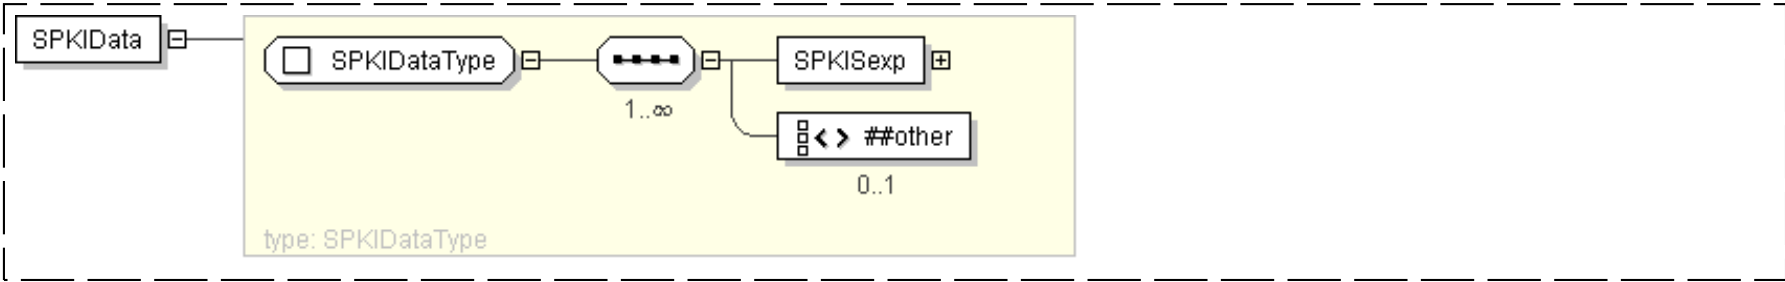 SPKIData
SPKIDataType
SPKISexp
1..∞
##other
0..1
type: SPKIDataType